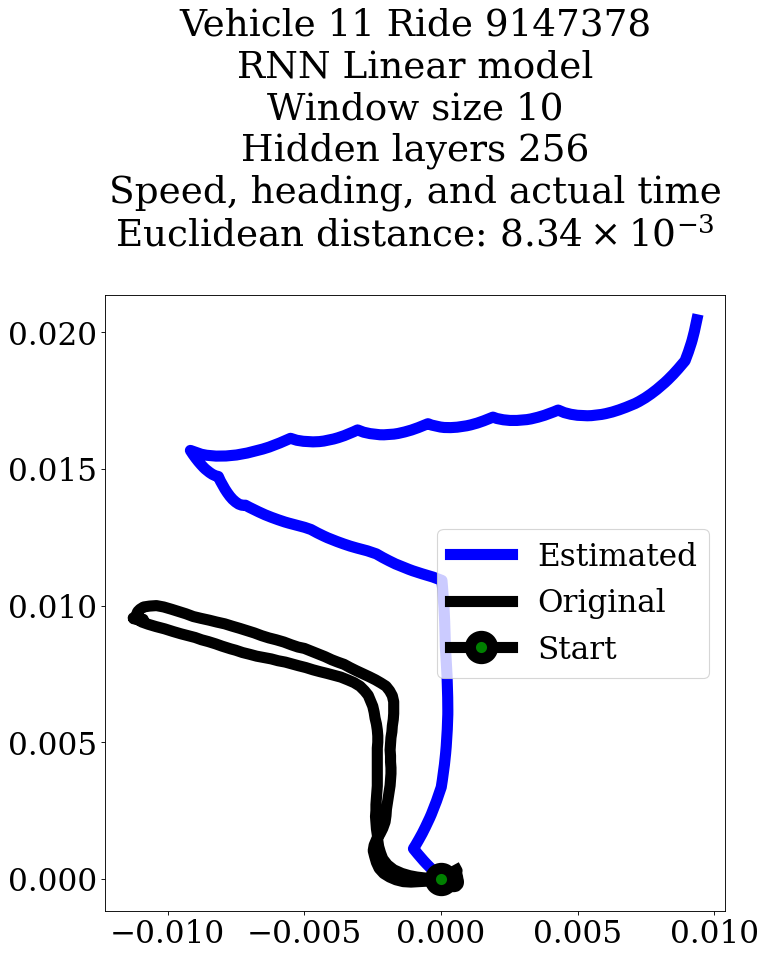 Vehicle 11 Ride 9147378
RNN Linear model
Window size 10
Hidden layers 256
Speed, heading, and actual time
Euclidean distance: 8.34 × 10⁻³
0.020
0.015
0.010
0.005
0.000
Estimated
Original
Start
−0.010 −0.005 0.000 0.005 0.010